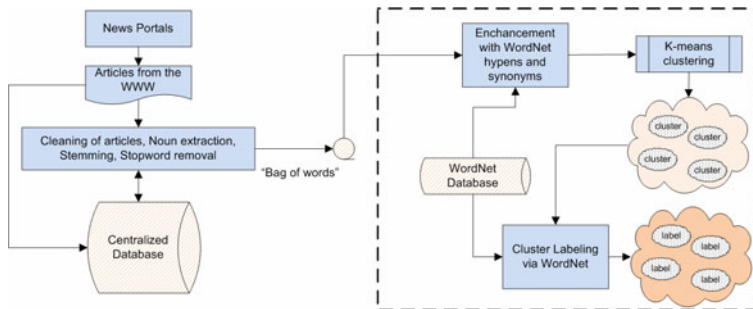 News Portals
Articles from the
WWW
Cleaning of articles, Noun extraction,
Stemming, Stopword removal
"Bag of words"
Centralized
Database
Enchancement
with WordNet
hypens and
synonyms
K-means
clustering
cluster
cluster
cluster
cluster
WordNet
Database
Cluster Labeling
via WordNet
label
label
label
label